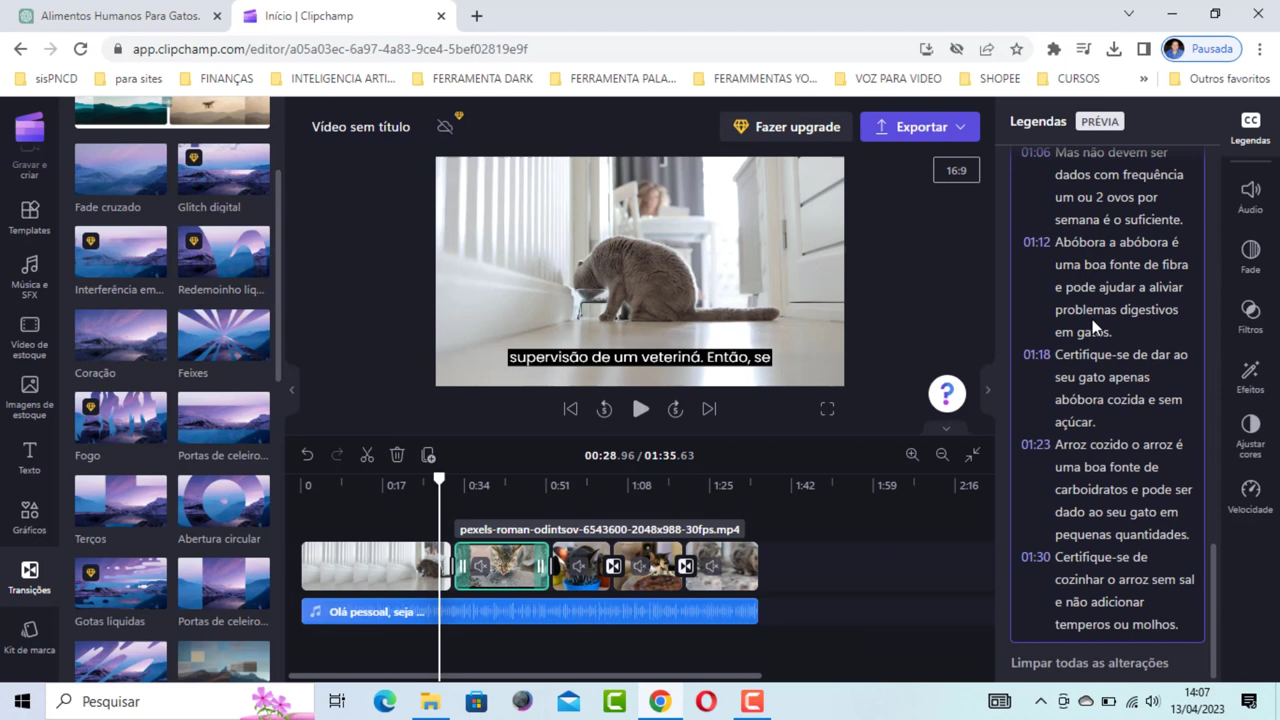 Alimentos Humanos Para Gatos.
Início | Clipchamp
app.clipchamp.com/editor/a05a03ec-6a97-4a83-9ce4-5bef02819e9f
Pausada
sisPNCD
para sites
FINANÇAS
INTELIGENCIA ARTI...
FERRAMENTA DARK
FERRAMENTA PALA...
FERAMMENTAS YO...
VOZ PARA VIDEO
SHOPEE
CURSOS
Outros favoritos
Gravar e
criar
Templates
Música e
SFX
Vídeo de
estoque
Imagens de
estoque
Texto
Gráficos
Transições
Kit de marca
Fade cruzado
Glitch digital
Interferência em...
Redemoinho líq...
Coração
Feixes
Fogo
Portas de celeiro...
Terços
Abertura circular
Gotas líquidas
Portas de celeiro...
Vídeo sem título
Fazer upgrade
Exportar
16:9
supervisão de um veteriná. Então, se
00:28.96 / 01:35.63
0
0:17
0:34
0:51
1:08
1:25
1:42
1:59
2:16
pexels-roman-odintsov-6543600-2048x988-30fps.mp4
Olá pessoal, seja ...
Legendas
PRÉVIA
01:06 Mas não devem ser
dados com frequência
um ou 2 ovos por
semana é o suficiente.
01:12 Abóbora a abóbora é
uma boa fonte de fibra
e pode ajudar a aliviar
problemas digestivos
em gatos.
01:18 Certifique-se de dar ao
seu gato apenas
abóbora cozida e sem
açúcar.
01:23 Arroz cozido o arroz é
uma boa fonte de
carboidratos e pode ser
dado ao seu gato em
pequenas quantidades.
01:30 Certifique-se de
cozinhar o arroz sem sal
e não adicionar
temperos ou molhos.
Limpar todas as alterações
CC
Legendas
Áudio
Fade
Filtros
Efeitos
Ajustar
cores
Velocidade
Pesquisar
14:07
13/04/2023